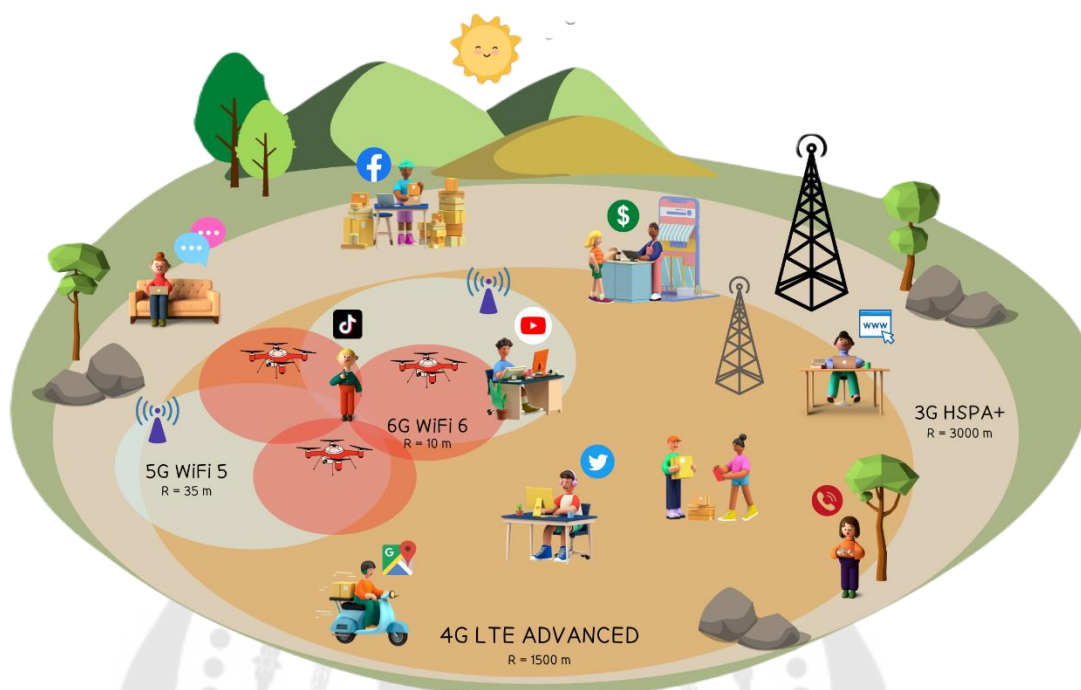 f
$
WWW
3G HSPA+
R = 3000 m
6G WiFi 6
R = 10 m
5G WiFi 5
R = 35 m
G
4G LTE ADVANCED
R = 1500 m